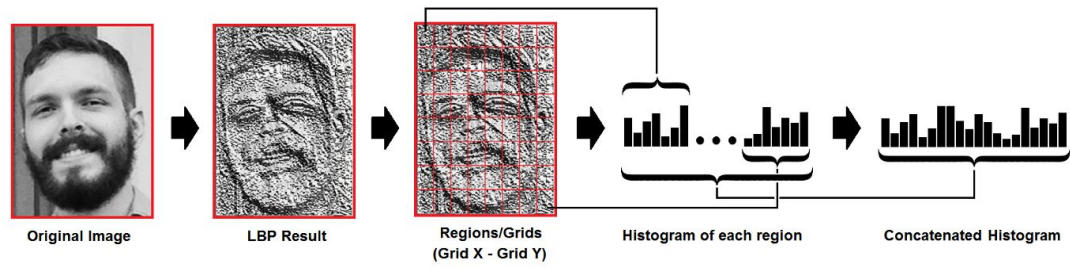 Original Image
LBP Result
Regions/Grids
(Grid X - Grid Y)
Histogram of each region
Concatenated Histogram